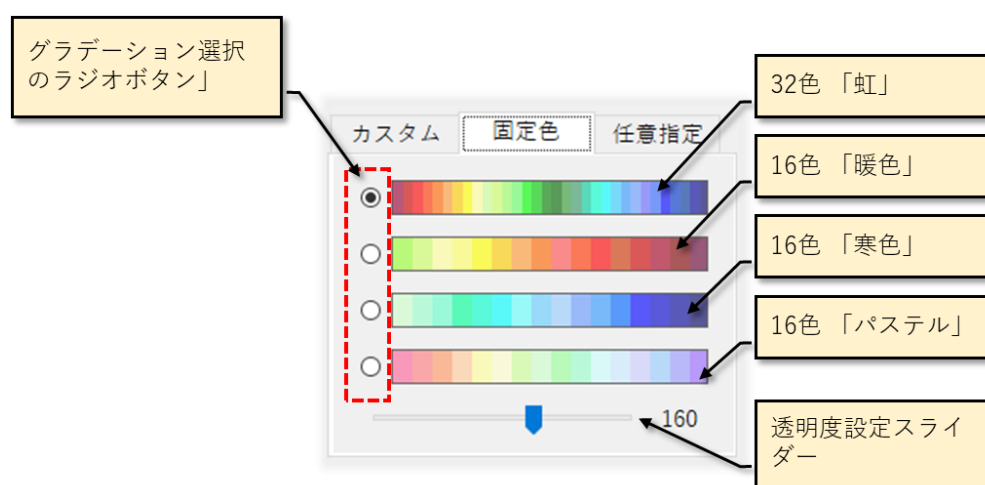 グラデーション選択
のラジオボタン」
32色 「虹」
カスタム
固定色
任意指定
16色 「暖色」
16色 「寒色」
16色 「パステル」
160
透明度設定スライ
ダー